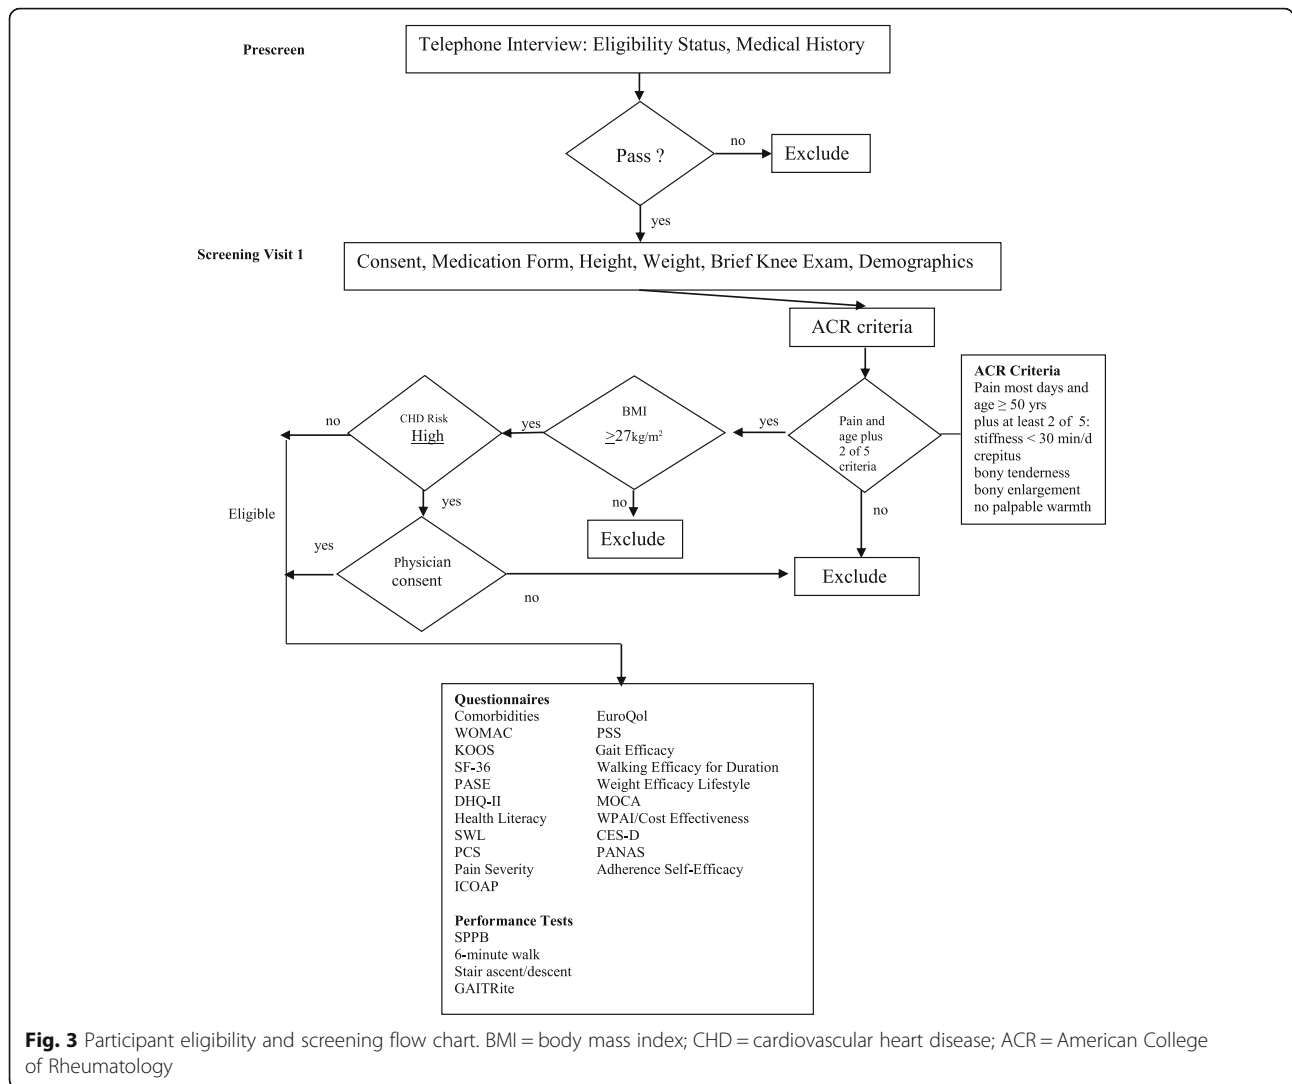 Prescreen
Telephone Interview: Eligibility Status, Medical History
Pass ?
no
Exclude
yes
Screening Visit 1
Consent, Medication Form, Height, Weight, Brief Knee Exam, Demographics
ACR criteria
ACR Criteria
Pain most days and
age ≥ 50 yrs
plus at least 2 of 5:
stiffness < 30 min/d
crepitus
bony tenderness
bony enlargement
no palpable warmth
Pain and
age plus
2 of 5
criteria
yes
no
BMI
≥27kg/m²
yes
no
Exclude
CHD Risk
High
no
yes
Eligible
Physician
consent
yes
no
Exclude
Questionnaires
Comorbidities
WOMAC
KOOS
SF-36
PASE
DHQ-II
Health Literacy
SWL
PCS
Pain Severity
ICOAP
EuroQol
PSS
Gait Efficacy
Walking Efficacy for Duration
Weight Efficacy Lifestyle
MOCA
WPAI/Cost Effectiveness
CES-D
PANAS
Adherence Self-Efficacy
Performance Tests
SPPB
6-minute walk
Stair ascent/descent
GAITRite
Fig. 3 Participant eligibility and screening flow chart. BMI = body mass index; CHD = cardiovascular heart disease; ACR = American College
of Rheumatology